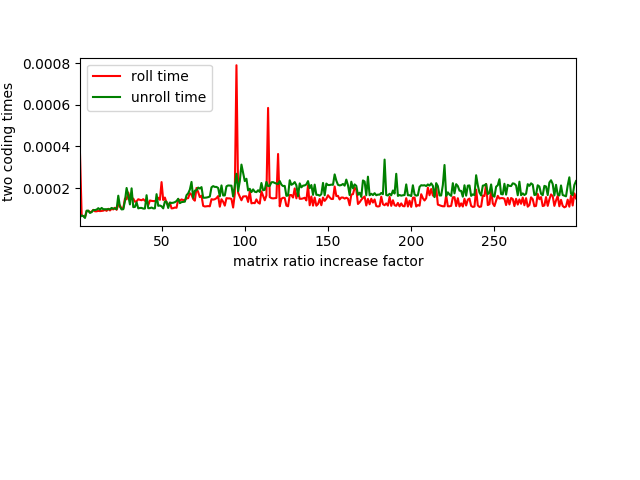 0.0008
0.0006
0.0004
0.0002
two coding times
roll time
unroll time
50 100 150 200 250
matrix ratio increase factor